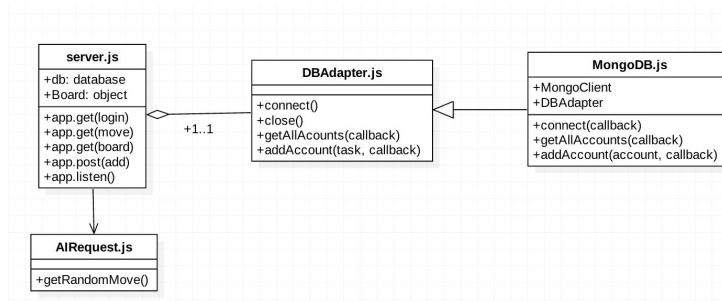 server.js
+db: database
+Board: object
+app.get(login)
+app.get(move)
+app.get(board)
+app.post(add)
+app.listen()
+1..1
DBAdapter.js
+connect()
+close()
+getAllAcounts(callback)
+addAccount(task, callback)
MongoDB.js
+MongoClient
+DBAdapter
+connect(callback)
+getAllAccounts(callback)
+addAccount(account, callback)
AIRequest.js
+getRandomMove()